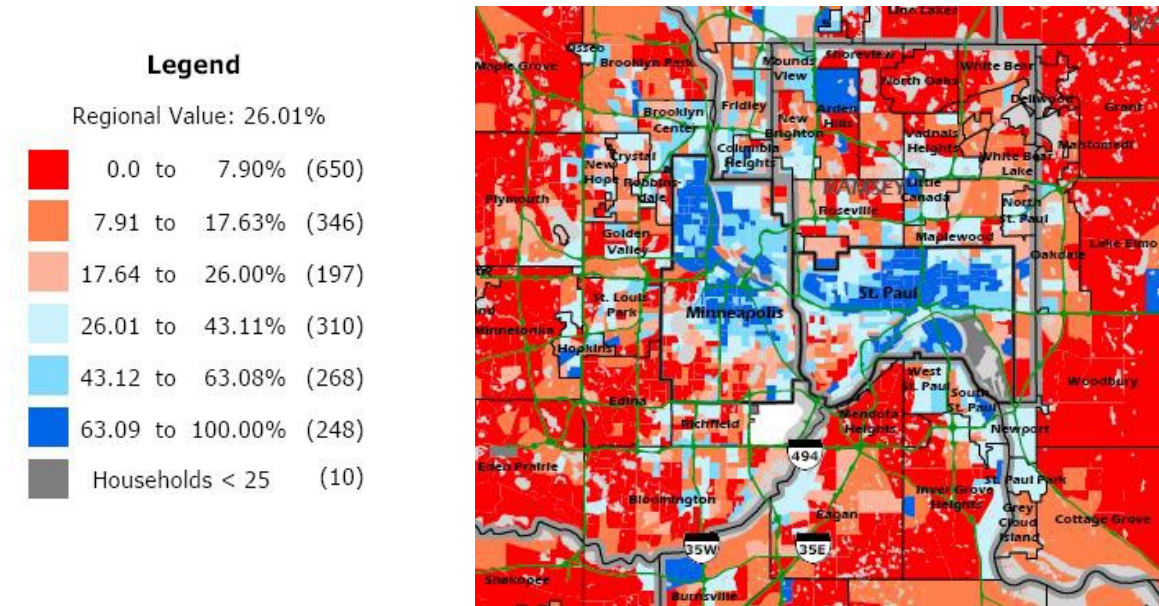 Legend
Regional Value: 26.01%
0.0 to 7.90% (650)
7.91 to 17.63% (346)
17.64 to 26.00% (197)
26.01 to 43.11% (310)
43.12 to 63.08% (268)
63.09 to 100.00% (248)
Households < 25 (10)
Lino Lakes
Osseo
Maple Grove
Brooklyn Park
Mounds
View
Shoreview
North Oaks
White Bear
Dellwood
Grant
Brooklyn
Center
Fridley
New
Brighton
Arden
Hills
Vadnais
Heights
Mahtomedi
Crystal
Columbia
Heights
White Bear
Lake
New
Hope
Robbins-
dale
RAMSEY
Little
Canada
Plymouth
Roseville
North
St. Paul
Golden
Valley
Maplewood
Oakdale
Lake Elmo
St. Louis
Park
Minneapolis
St. Paul
Minnetonka
Hopkins
West
St. Paul
Woodbury
Edina
South
St. Paul
Richfield
Mendota
Heights
Newport
494
Eden Prairie
St. Paul Park
Bloomington
Inver Grove
Heights
Eagan
Grey
Cloud
Island
Cottage Grove
35W
35E
Shakopee
Burnsville